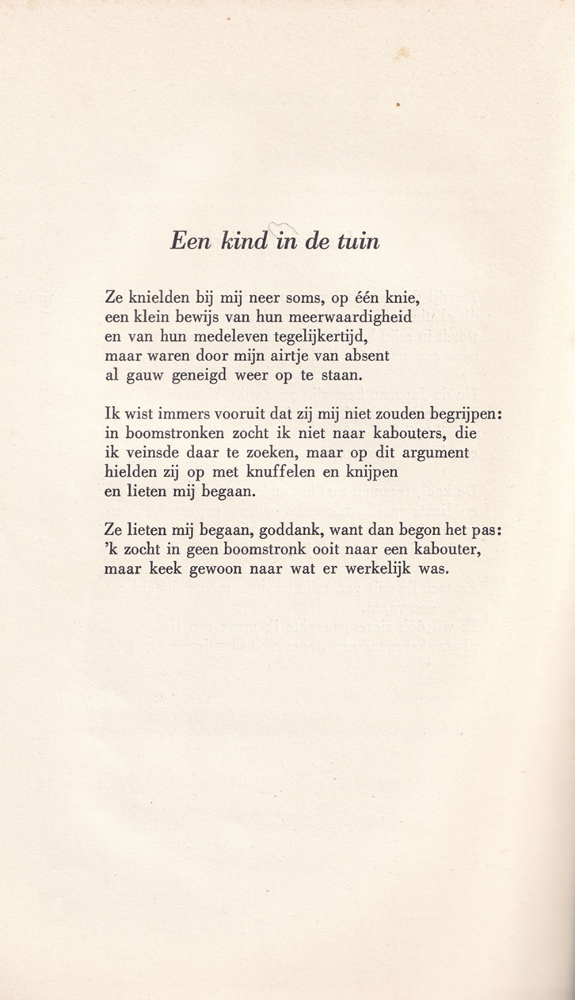 Een kind in de tuin
Ze knielden bij mij neer soms, op één knie,
een klein bewijs van hun meerwaardigheid
en van hun medeleven tegelijkertijd,
maar waren door mijn airtje van absent
al gauw geneigd weer op te staan.
Ik wist immers vooruit dat zij mij niet zouden begrijpen:
in boomstronken zocht ik niet naar kabouters, die
ik veinsde daar te zoeken, maar op dit argument
hielden zij op met knuffelen en knijpen
en lieten mij begaan.
Ze lieten mij begaan, goddank, want dan begon het pas:
’k zocht in geen boomstronk ooit naar een kabouter,
maar keek gewoon naar wat er werkelijk was.